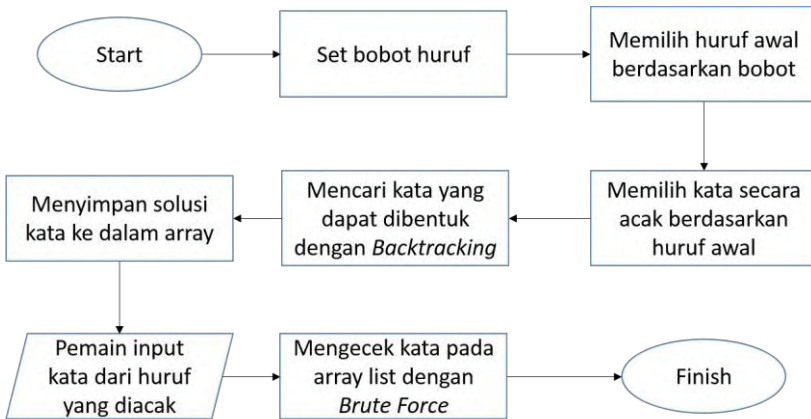 Start
Set bobot huruf
Memilih huruf awal
berdasarkan bobot
Memilih kata secara
acak berdasarkan
huruf awal
Mencari kata yang
dapat dibentuk
dengan Backtracking
Menyimpan solusi
kata ke dalam array
Pemain input
kata dari huruf
yang diacak
Mengecek kata pada
array list dengan
Brute Force
Finish